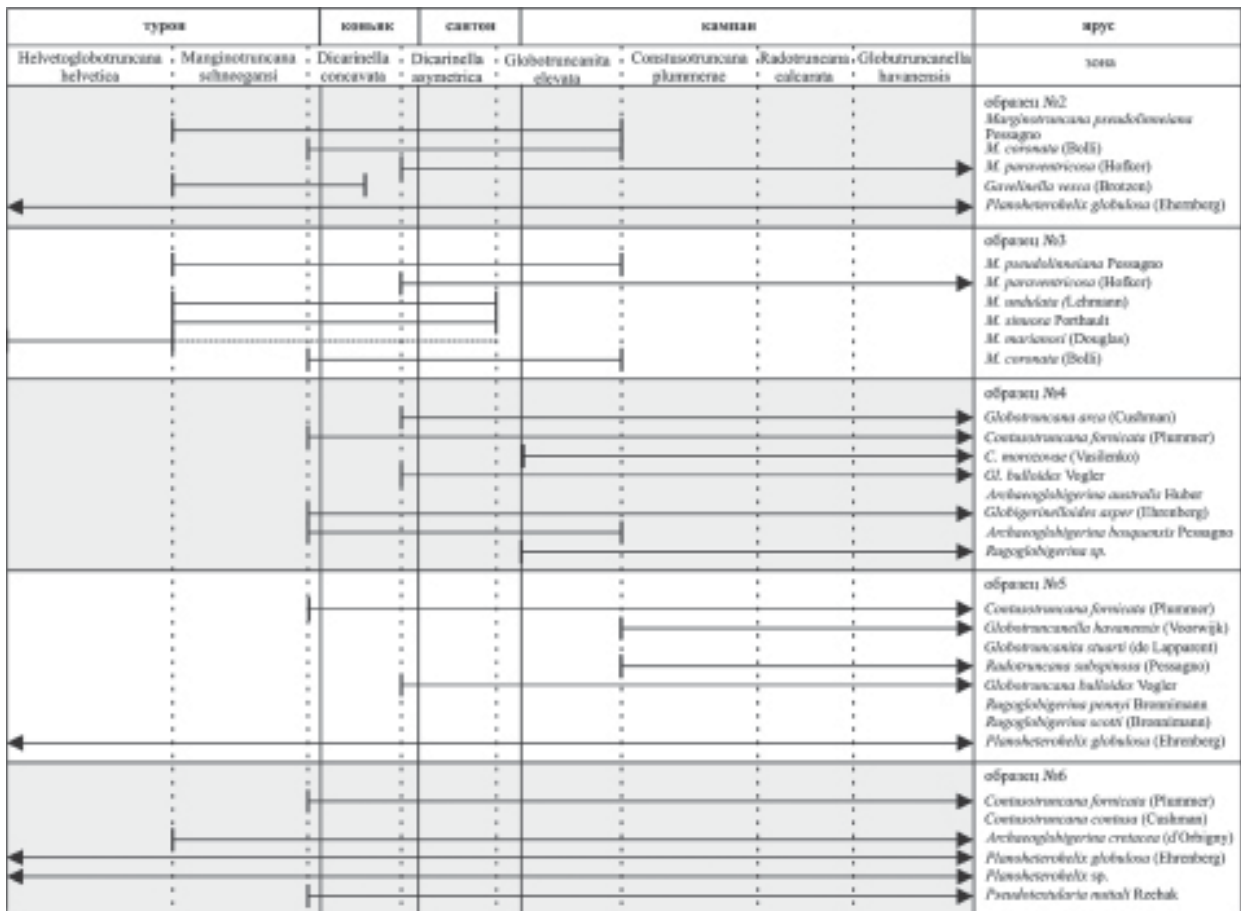 турон коньяк сантон кампан ярус
Helvetoglobotruncana Marginotruncana Dicarinella Dicarinella Globotruncanita Constusotruncana Radotruncana Globutruncanella зона
helvetica schneegansi concavata asymetrica elevata plummerae calcarata havanensis
образец №2
Marginotruncana pseudolinneiana
Pessagno
M. coronata (Bolli)
M. paraventricosa (Hofker)
Gavelinella vesca (Brotzen)
Planoheterohelix globulosa (Ehernberg)
образец №3
M. pseudolinneiana Pessagno
M. paraventricosa (Hofker)
M. undulata (Lehmann)
M. sinuosa Porthault
M. marianosi (Douglas)
M. coronata (Bolli)
образец №4
Globotruncana arca (Cushman)
Contusotruncana fornicata (Plummer)
C. morozovae (Vasilenko)
Gl. bulloides Vogler
Archaeoglobigerina australis Huber
Globigerinelloides asper (Ehrenberg)
Archaeoglobigerina bosquensis Pessagno
Rugoglobigerina sp.
образец №5
Contusotruncana fornicata (Plummer)
Globotruncanella havanensis (Voorwijk)
Globotruncanita stuarti (de Lapparent)
Radotruncana subspinosa (Pessagno)
Globotruncana bulloides Vogler
Rugoglobigerina pennyi Bronnimann
Rugoglobigerina scotti (Bronnimann)
Planoheterohelix globulosa (Ehrenberg)
образец №6
Contusotruncana fornicata (Plummer)
Contusotruncana contusa (Cushman)
Archaeoglobigerina cretacea (d'Orbigny)
Planoheterohelix globulosa (Ehrenberg)
Planoheterohelix sp.
Pseudotextularia nuttali Rzehak